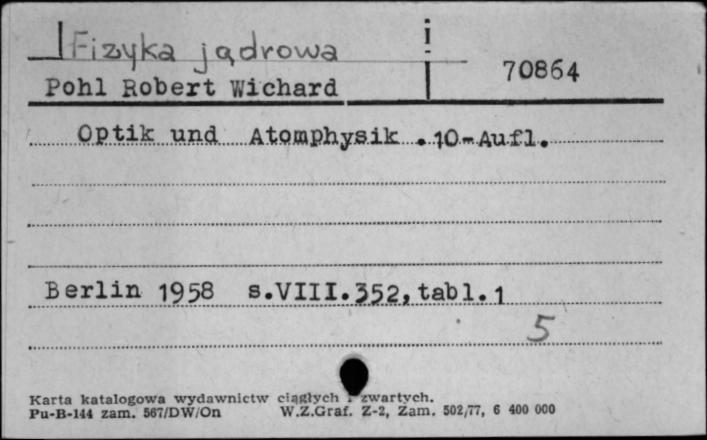 Fizyka jądrowa
i
70864
Pohl Robert Wichard
Optik und Atomphysik . 10-Aufl.
Berlin 1958 s.VIII.352, tabl.1
5
Karta katalogowa wydawnictw ciągłych i zwartych.
Pu-B-144 zam. 567/DW/On W.Z.Graf. Z-2, Zam. 502/77, 6 400 000